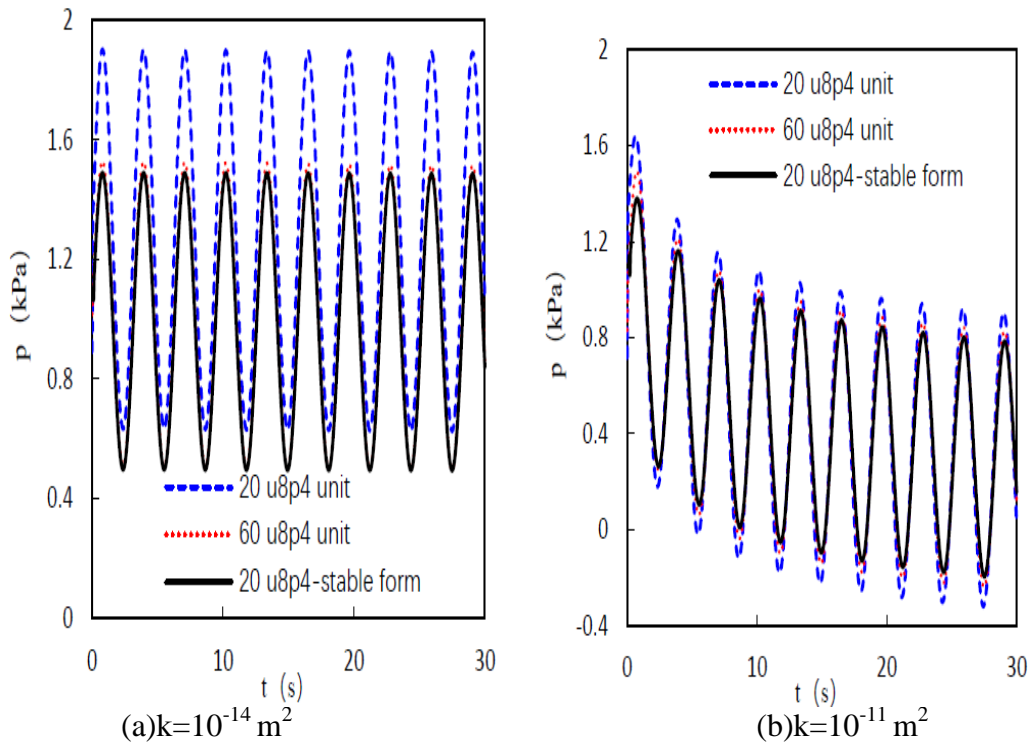 2
1.6
1.2
0.8
0.4
0
P (kPa)
20 u8p4 unit
60 u8p4 unit
20 u8p4-stable form
0 10 20 30
t (s)
(a)k=10⁻¹⁴ m²
2
1.6
1.2
0.8
0.4
0
-0.4
P (kPa)
20 u8p4 unit
60 u8p4 unit
20 u8p4-stable form
0 10 20 30
t (s)
(b)k=10⁻¹¹ m²